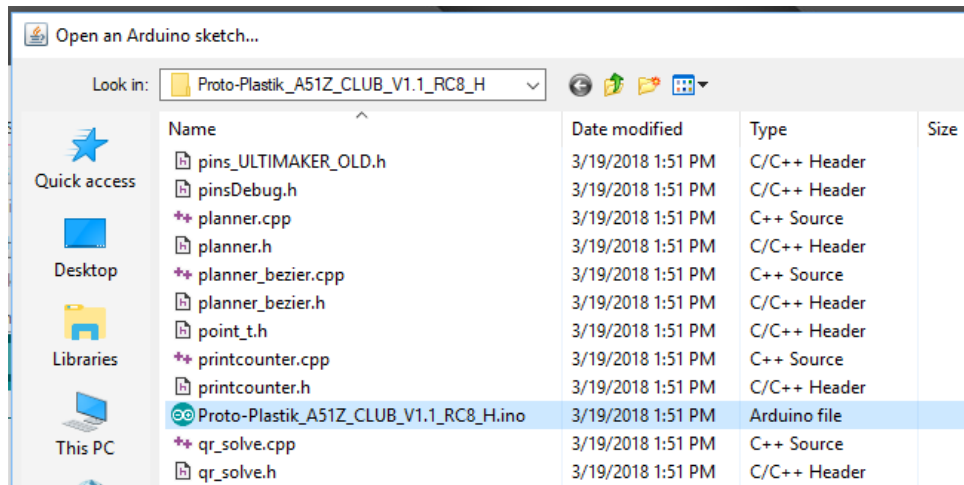 Open an Arduino sketch...
Look in: Proto-Plastik_A51Z_CLUB_V1.1_RC8_H
Name Date modified Type Size
pins_ULTIMAKER_OLD.h 3/19/2018 1:51 PM C/C++ Header
pinsDebug.h 3/19/2018 1:51 PM C/C++ Header
planner.cpp 3/19/2018 1:51 PM C++ Source
planner.h 3/19/2018 1:51 PM C/C++ Header
planner_bezier.cpp 3/19/2018 1:51 PM C++ Source
planner_bezier.h 3/19/2018 1:51 PM C/C++ Header
point_t.h 3/19/2018 1:51 PM C/C++ Header
printcounter.cpp 3/19/2018 1:51 PM C++ Source
printcounter.h 3/19/2018 1:51 PM C/C++ Header
Proto-Plastik_A51Z_CLUB_V1.1_RC8_H.ino 3/19/2018 1:51 PM Arduino file
qr_solve.cpp 3/19/2018 1:51 PM C++ Source
qr_solve.h 3/19/2018 1:51 PM C/C++ Header
Quick access
Desktop
Libraries
This PC